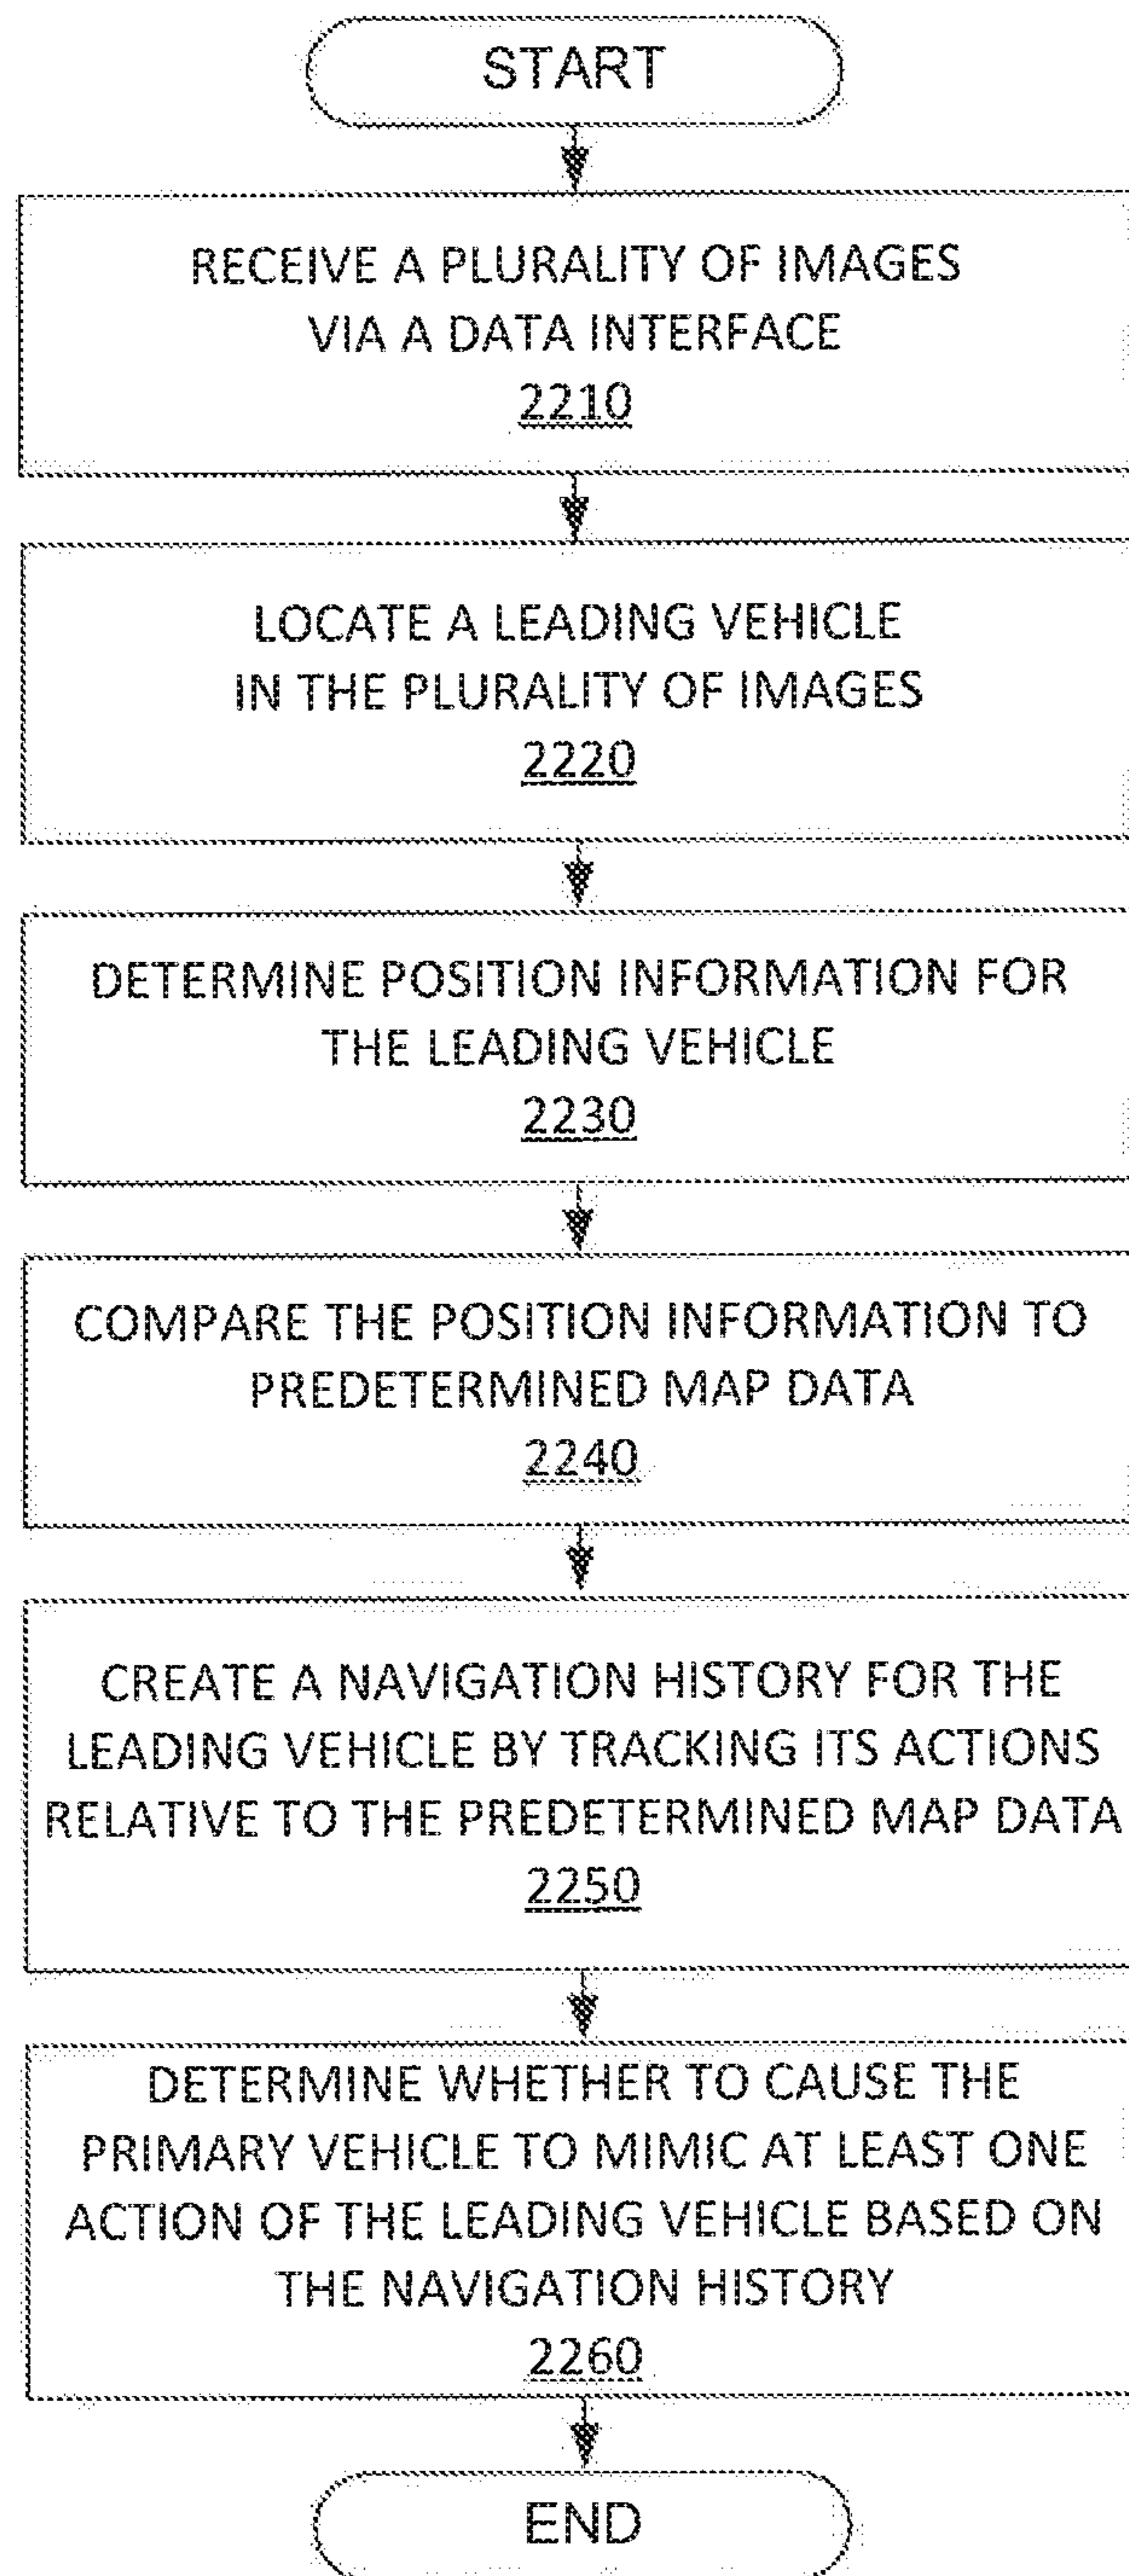 START
RECEIVE A PLURALITY OF IMAGES
VIA A DATA INTERFACE
2210
LOCATE A LEADING VEHICLE
IN THE PLURALITY OF IMAGES
2220
DETERMINE POSITION INFORMATION FOR
THE LEADING VEHICLE
2230
COMPARE THE POSITION INFORMATION TO
PREDETERMINED MAP DATA
2240
CREATE A NAVIGATION HISTORY FOR THE
LEADING VEHICLE BY TRACKING ITS ACTIONS
RELATIVE TO THE PREDETERMINED MAP DATA
2250
DETERMINE WHETHER TO CAUSE THE
PRIMARY VEHICLE TO MIMIC AT LEAST ONE
ACTION OF THE LEADING VEHICLE BASED ON
THE NAVIGATION HISTORY
2260
END